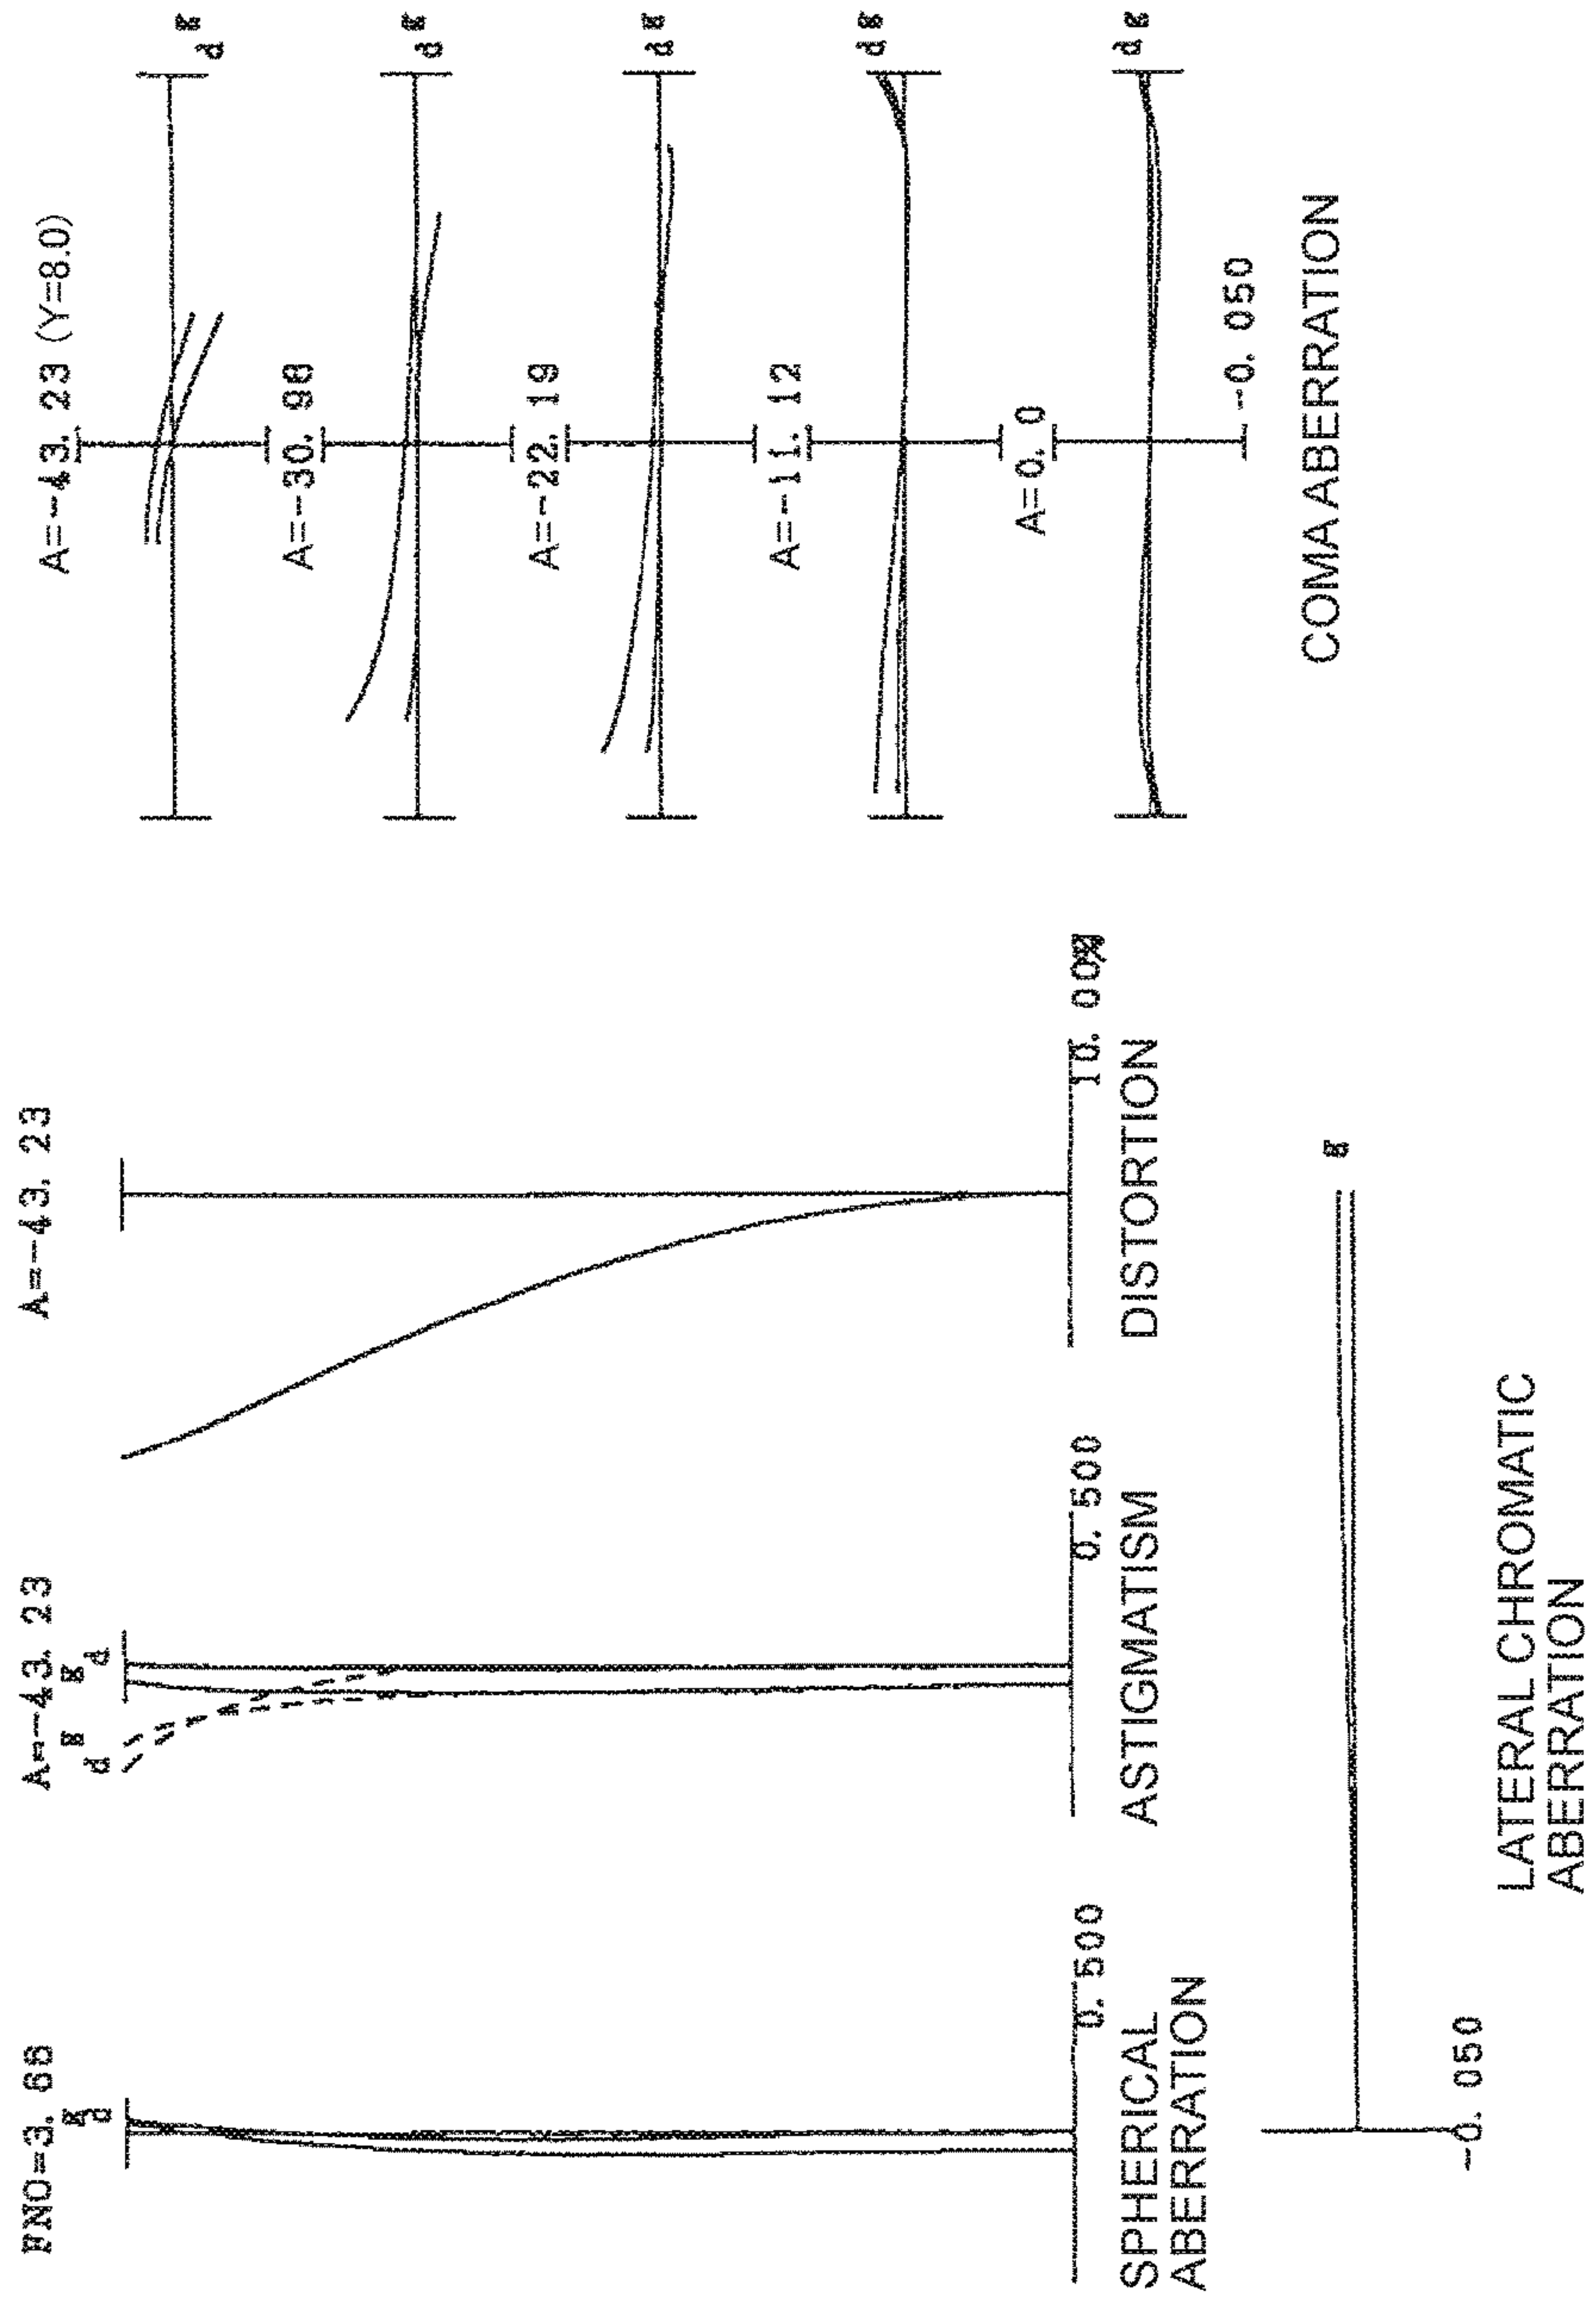 FNO=3. 66
g
d
0. 500
SPHERICAL
ABERRATION
A=-43. 23
g
d
g
d
0. 500
ASTIGMATISM
A=-43. 23
10. 00%
DISTORTION
-0. 050
g
LATERAL CHROMATIC
ABERRATION
A=-43. 23 (Y=8.0)
g
d
A=-30. 98
g
d
A=-22. 19
g
d
A=-11. 12
g
d
A=0. 0
g
d
-0. 050
COMA ABERRATION